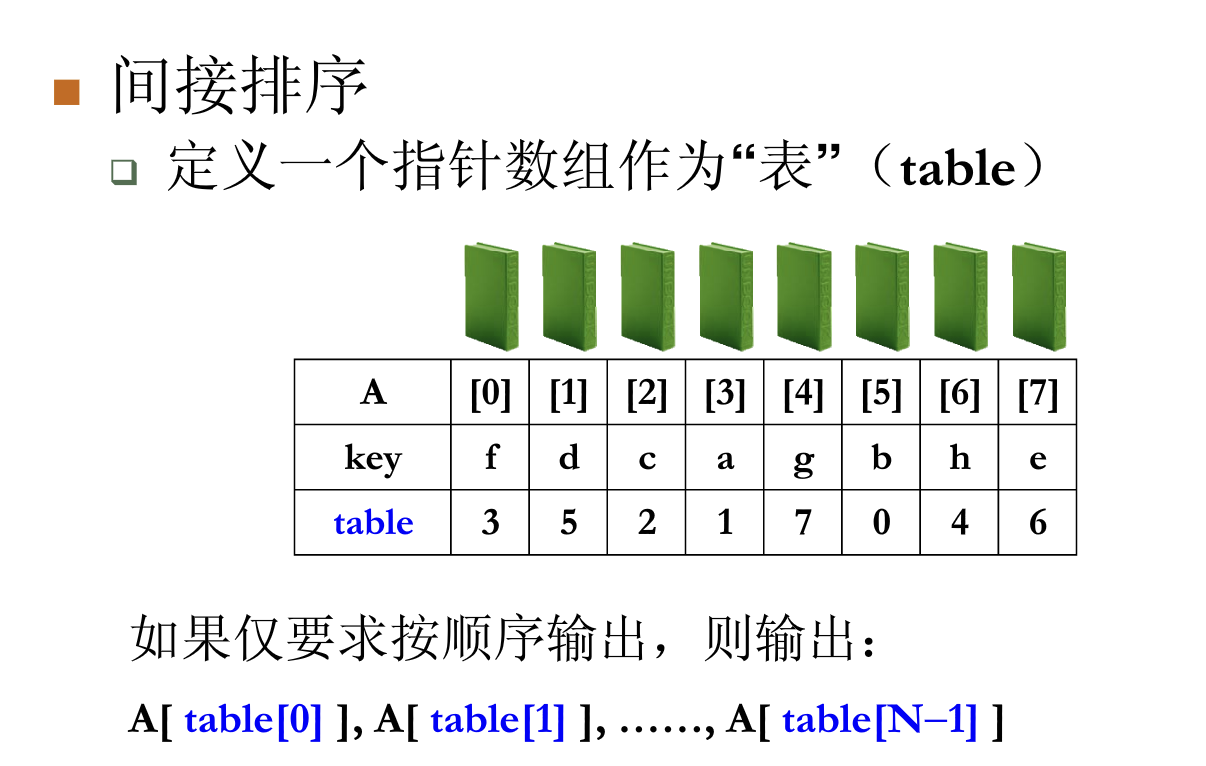 间接排序
定义一个指针数组作为“表”（table）
A [0] [1] [2] [3] [4] [5] [6] [7]
key f d c a g b h e
table 3 5 2 1 7 0 4 6
如果仅要求按顺序输出，则输出：
A[ table[0] ], A[ table[1] ], ……, A[ table[N–1] ]